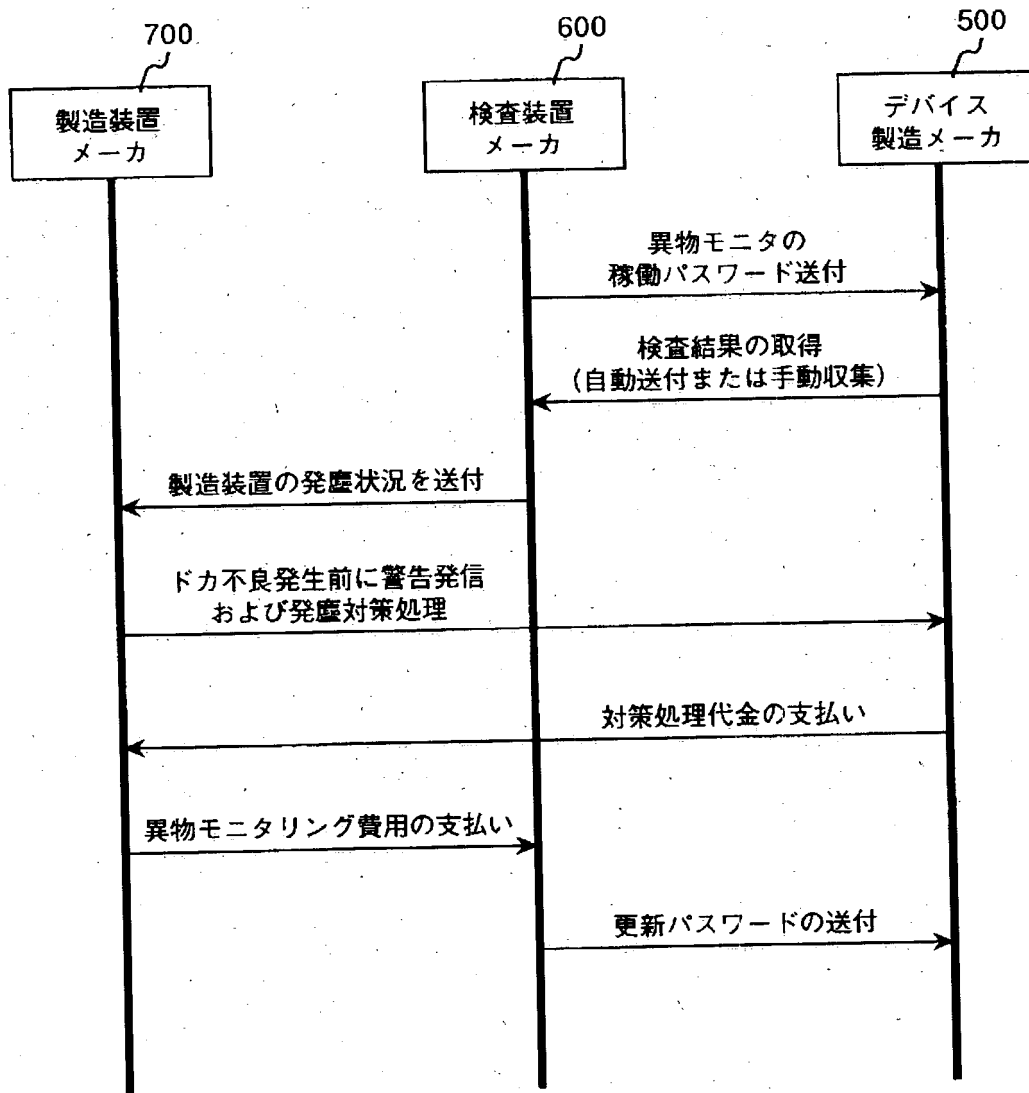 700
600
500
製造装置
メーカ
検査装置
メーカ
デバイス
製造メーカ
異物モニタの
稼働パスワード送付
検査結果の取得
(自動送付または手動収集)
製造装置の発塵状況を送付
ドカ不良発生前に警告発信
および発塵対策処理
対策処理代金の支払い
異物モニタリング費用の支払い
更新パスワードの送付